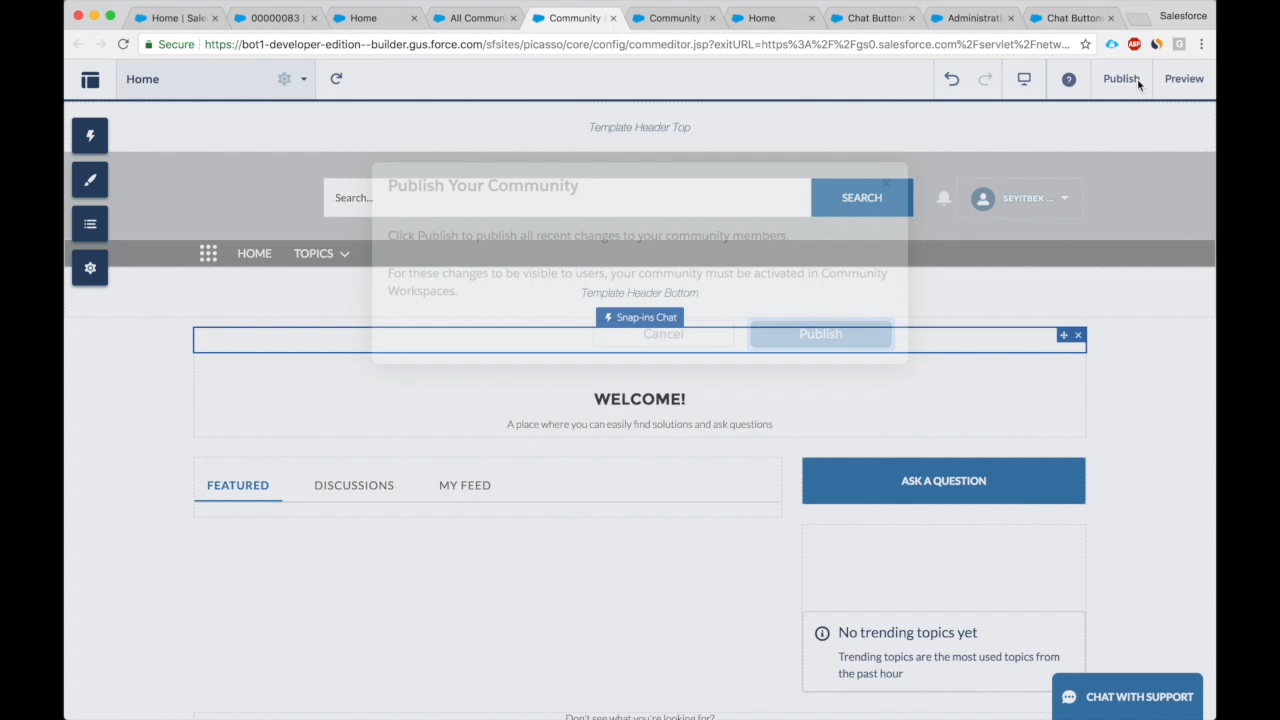 Home | Sale
00000083 |
Home
All Commun
Community
Community
Home
Chat Button
Administrati
Chat Button
Salesforce
Secure https://bot1-developer-edition--builder.gus.force.com/sfsites/picasso/core/config/commeditor.jsp?exitURL=https%3A%2F%2Fgs0.salesforce.com%2Fservlet%2Fnetw...
ABP
Home
Publish
Preview
Template Header Top
Publish Your Community
Search...
SEARCH
SEYITBEK ...
Click Publish to publish all recent changes to your community members.
HOME
TOPICS
For these changes to be visible to users, your community must be activated in Community
Workspaces.
Template Header Bottom
Snap-ins Chat
Cancel
Publish
WELCOME!
A place where you can easily find solutions and ask questions
FEATURED
DISCUSSIONS
MY FEED
ASK A QUESTION
No trending topics yet
Trending topics are the most used topics from
the past hour
CHAT WITH SUPPORT
Don't see what you're looking for?